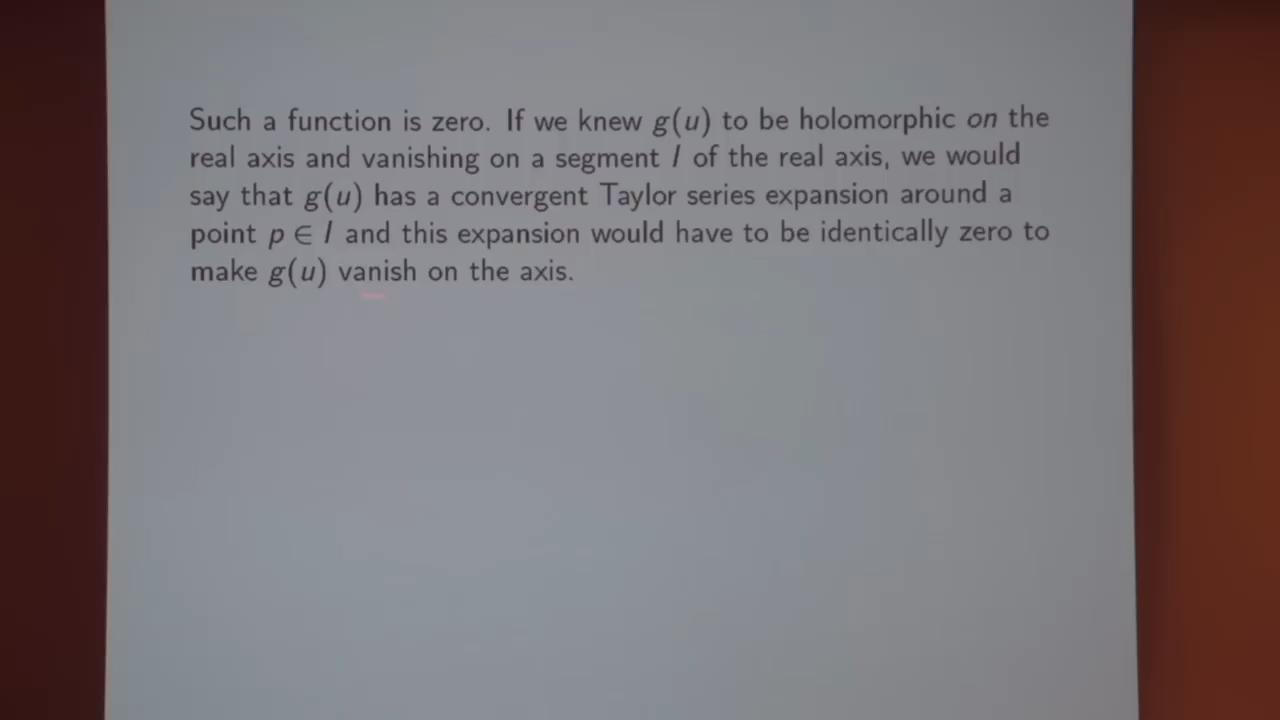 Such a function is zero. If we knew g(u) to be holomorphic on the
real axis and vanishing on a segment I of the real axis, we would
say that g(u) has a convergent Taylor series expansion around a
point p ∈ I and this expansion would have to be identically zero to
make g(u) vanish on the axis.